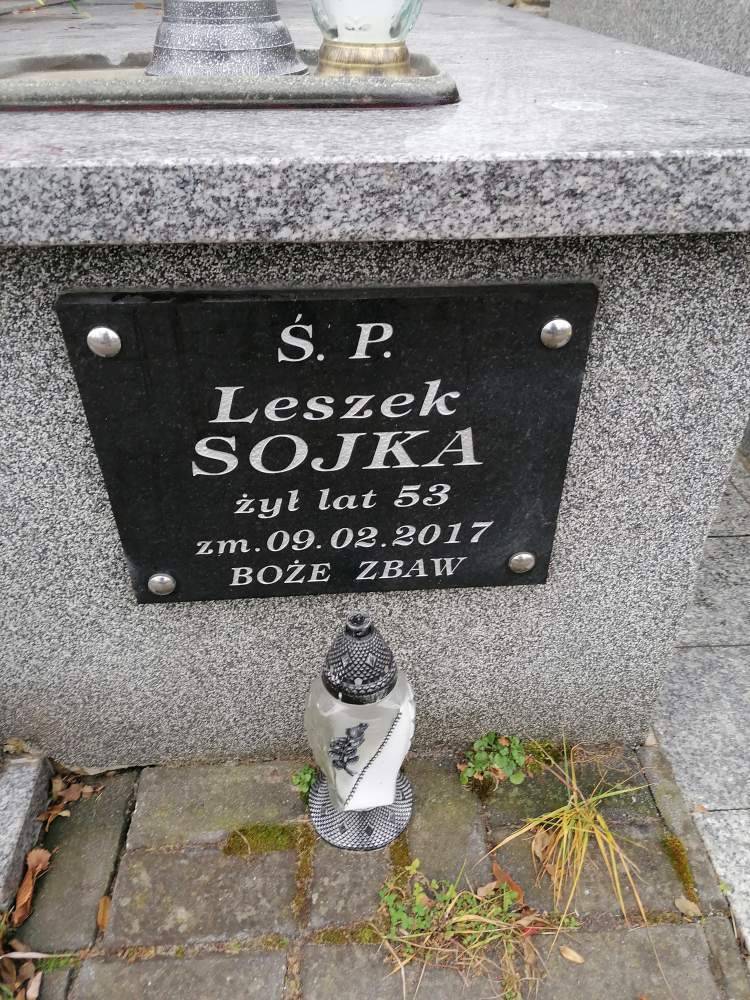 Ś. P.
Leszek
SOJKA
żył lat 53
zm.09.02.2017
BOŻE ZBAW